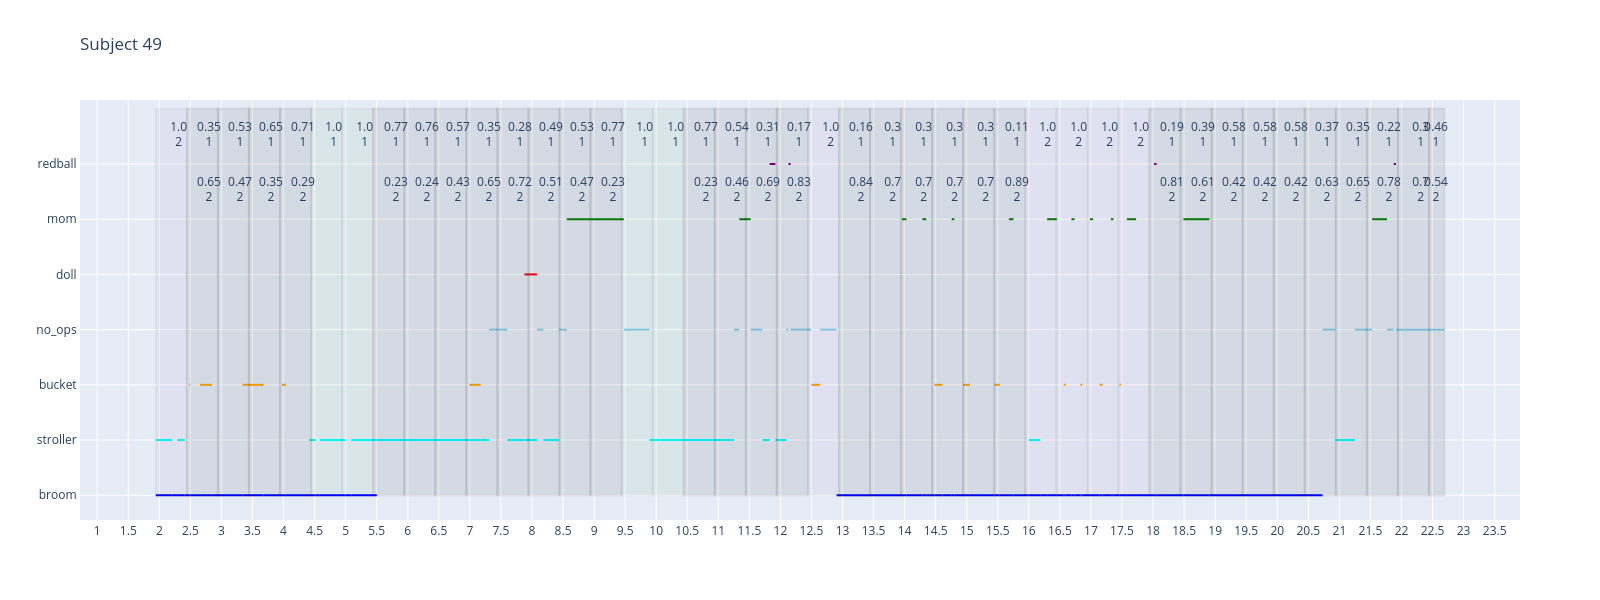 Subject 49
1.0 0.35 0.53 0.65 0.71 1.0 1.0 0.77 0.76 0.57 0.35 0.28 0.49 0.53 0.77 1.0 1.0 0.77 0.54 0.31 0.17 1.0 0.16 0.3 0.3 0.3 0.3 0.11 1.0 1.0 1.0 1.0 0.19 0.39 0.58 0.58 0.58 0.37 0.35 0.22 0.3 0.46
2 1 1 1 1 1 1 1 1 1 1 1 1 1 1 1 1 1 1 1 1 2 1 1 1 1 1 1 2 2 2 2 1 1 1 1 1 1 1 1 1 1
redball
0.65 0.47 0.35 0.29 0.23 0.24 0.43 0.65 0.72 0.51 0.47 0.23 0.23 0.46 0.69 0.83 0.84 0.7 0.7 0.7 0.7 0.89 0.81 0.61 0.42 0.42 0.42 0.63 0.65 0.78 0.7 0.54
2 2 2 2 2 2 2 2 2 2 2 2 2 2 2 2 2 2 2 2 2 2 2 2 2 2 2 2 2 2 2 2
mom
doll
no_ops
bucket
stroller
broom
1 1.5 2 2.5 3 3.5 4 4.5 5 5.5 6 6.5 7 7.5 8 8.5 9 9.5 10 10.5 11 11.5 12 12.5 13 13.5 14 14.5 15 15.5 16 16.5 17 17.5 18 18.5 19 19.5 20 20.5 21 21.5 22 22.5 23 23.5